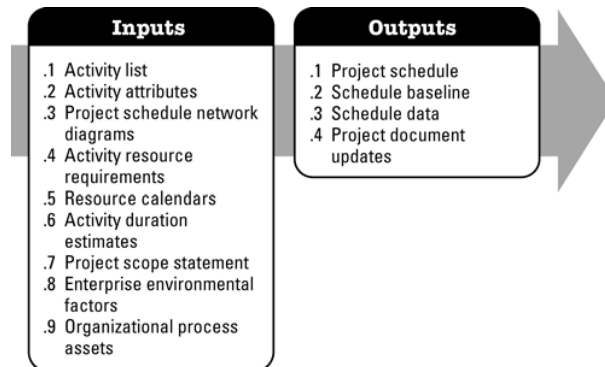 Inputs
.1 Activity list
.2 Activity attributes
.3 Project schedule network
diagrams
.4 Activity resource
requirements
.5 Resource calendars
.6 Activity duration
estimates
.7 Project scope statement
.8 Enterprise environmental
factors
.9 Organizational process
assets
Outputs
.1 Project schedule
.2 Schedule baseline
.3 Schedule data
.4 Project document
updates